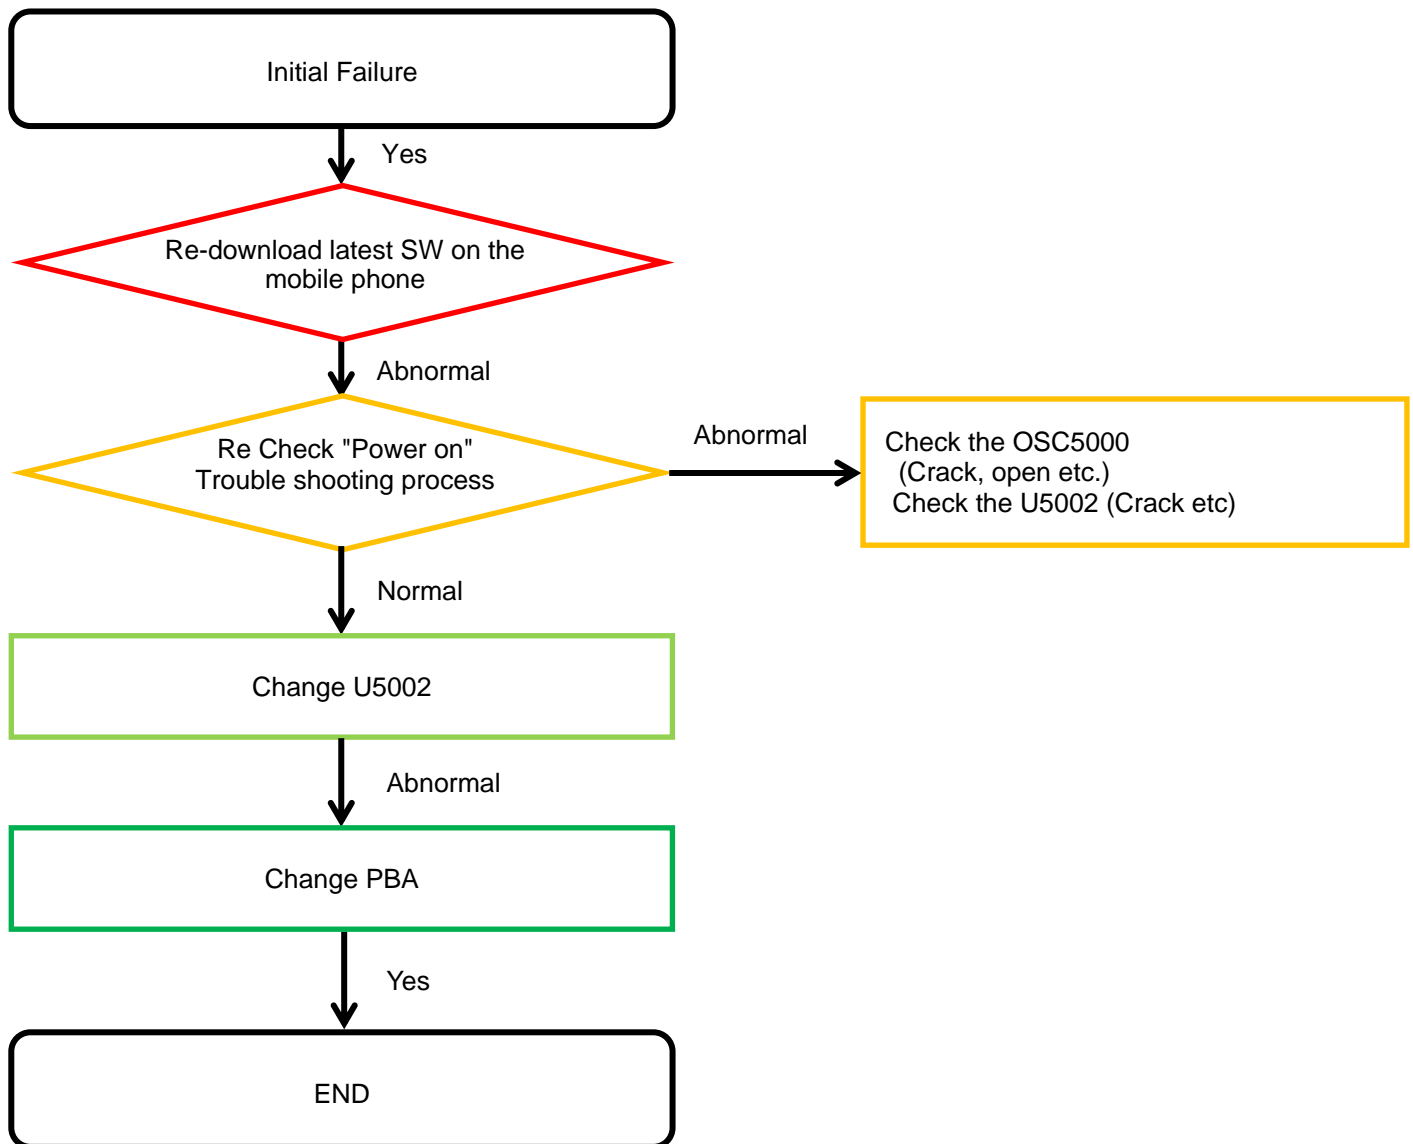 Initial Failure
Yes
Re-download latest SW on the
mobile phone
Abnormal
Re Check "Power on"
Trouble shooting process
Abnormal
Check the OSC5000
(Crack, open etc.)
Check the U5002 (Crack etc)
Normal
Change U5002
Abnormal
Change PBA
Yes
END